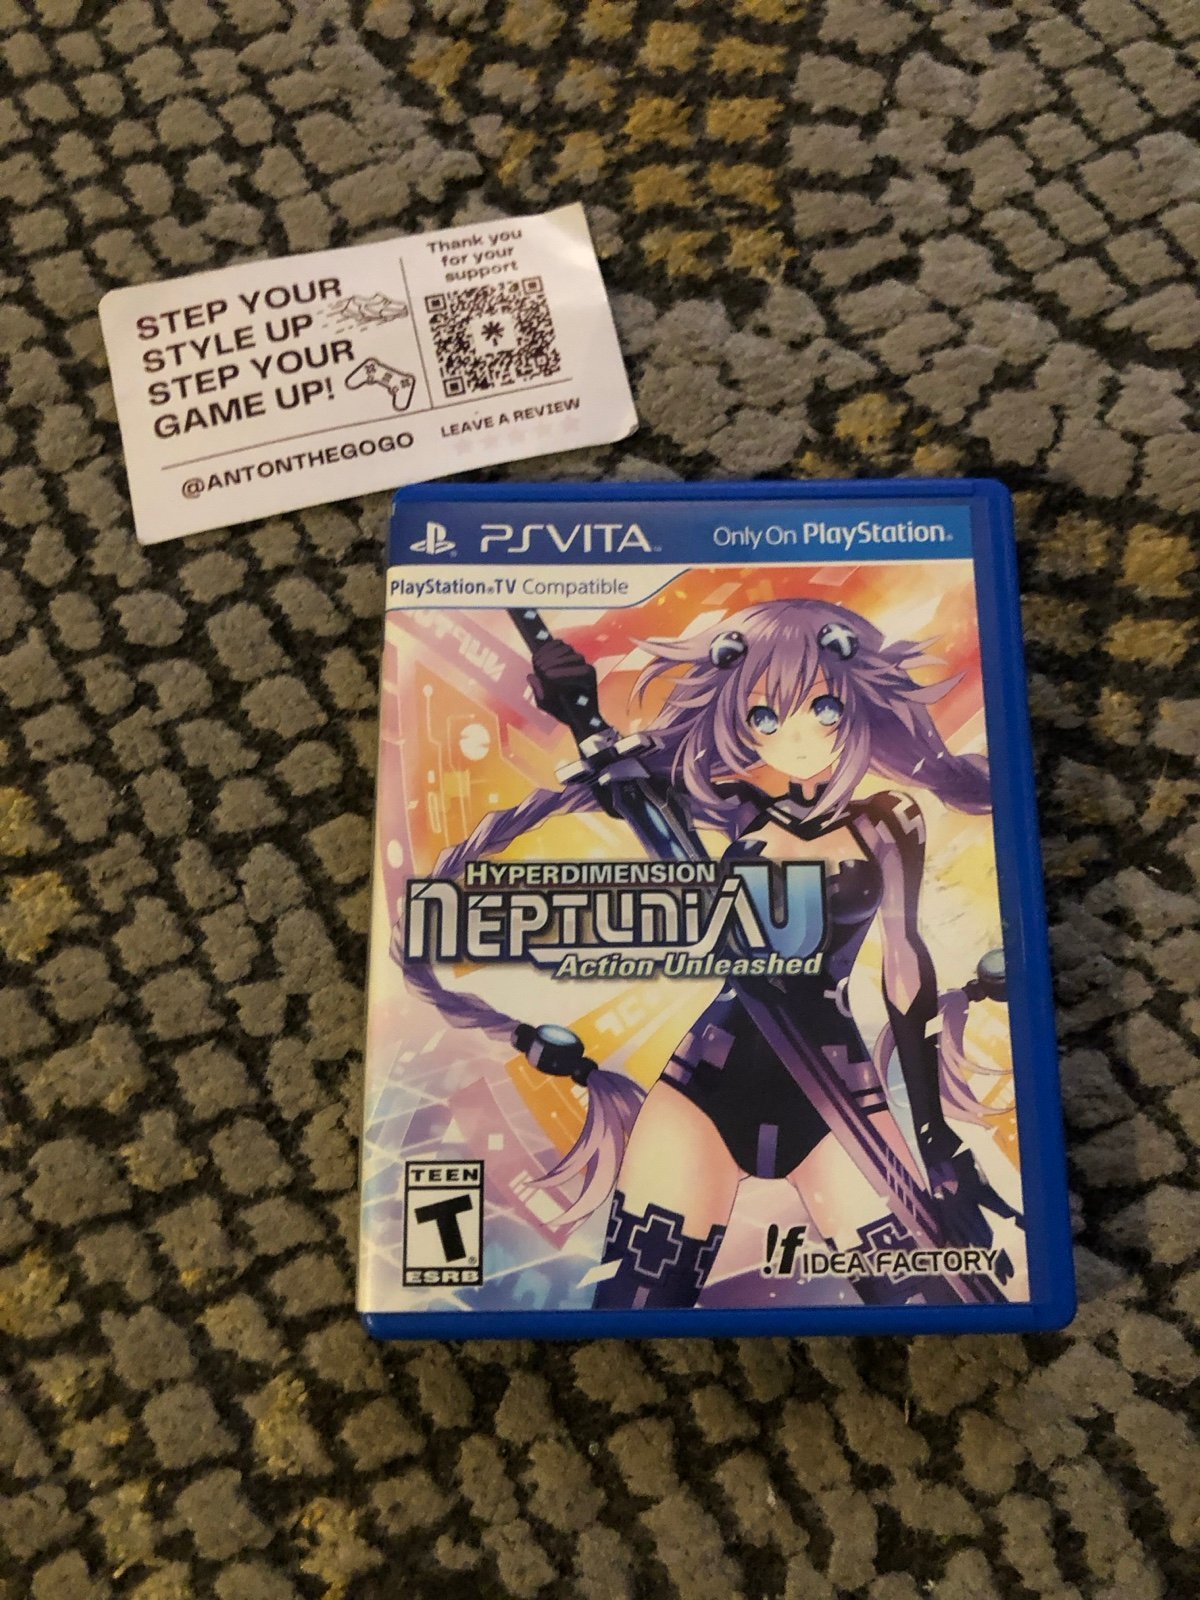 STEP YOUR
STYLE UP
STEP YOUR
GAME UP!
@ANTONTHEGOGO
Thank you
for your
support
LEAVE A REVIEW
PSVITA™
Only On PlayStation®
PlayStation®TV Compatible
HYPERDIMENSION
NEPTUNIA U
Action Unleashed
TEEN
T
ESRB
!f IDEA FACTORY